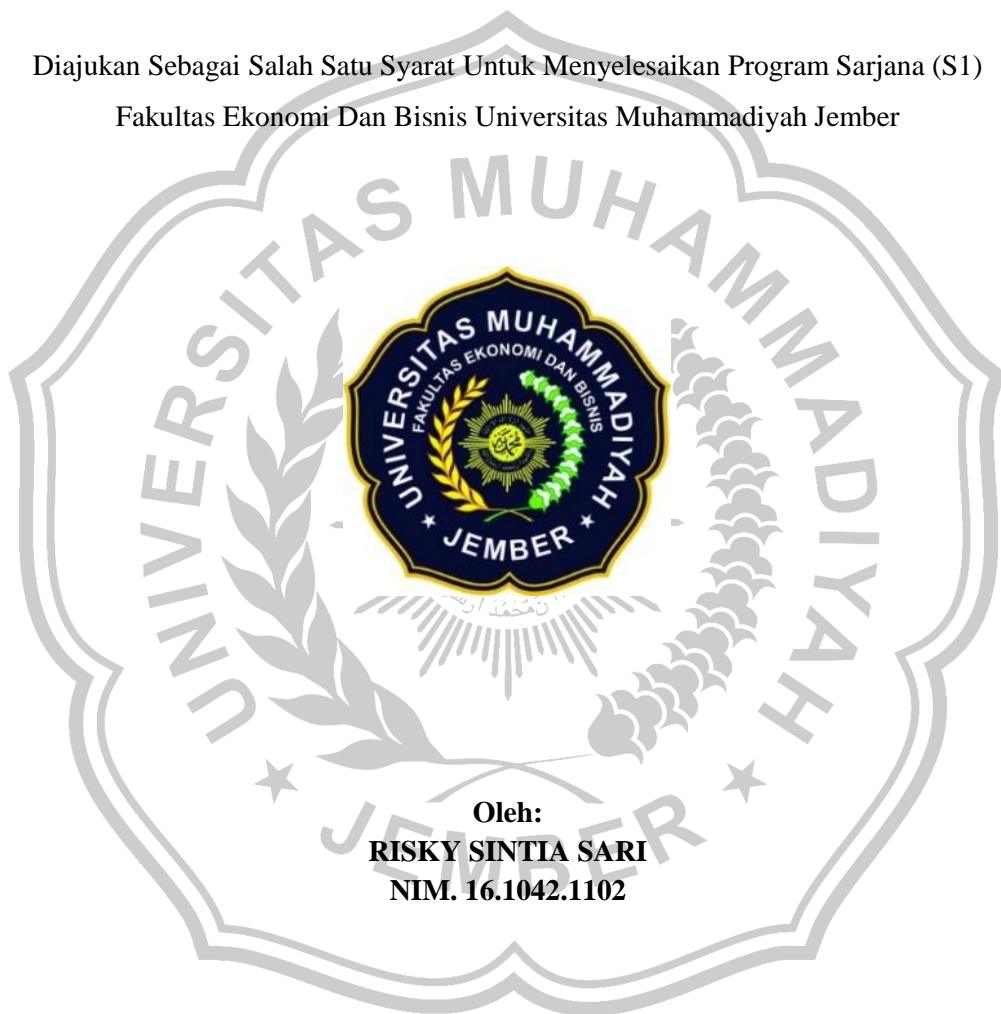 Diajukan Sebagai Salah Satu Syarat Untuk Menyelesaikan Program Sarjana (S1)
Fakultas Ekonomi Dan Bisnis Universitas Muhammadiyah Jember
UNIVERSITAS MUHAMMADIYAH
JEMBER
UNIVERSITAS MUHAMMADIYAH
FAKULTAS EKONOMI DAN BISNIS
JEMBER
Oleh:
RISKY SINTIA SARI
NIM. 16.1042.1102